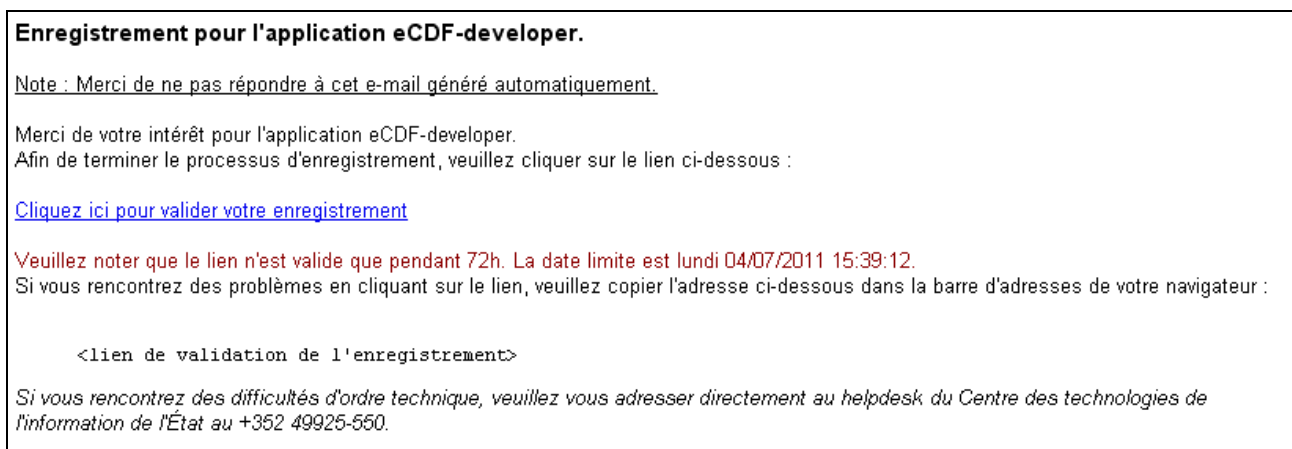 Enregistrement pour l'application eCDF-developer.
Note : Merci de ne pas répondre à cet e-mail généré automatiquement.
Merci de votre intérêt pour l'application eCDF-developer.
Afin de terminer le processus d'enregistrement, veuillez cliquer sur le lien ci-dessous :
Cliquez ici pour valider votre enregistrement
Veuillez noter que le lien n'est valide que pendant 72h. La date limite est lundi 04/07/2011 15:39:12.
Si vous rencontrez des problèmes en cliquant sur le lien, veuillez copier l'adresse ci-dessous dans la barre d'adresses de votre navigateur :
<lien de validation de l'enregistrement>
Si vous rencontrez des difficultés d'ordre technique, veuillez vous adresser directement au helpdesk du Centre des technologies de
l'information de l'État au +352 49925-550.